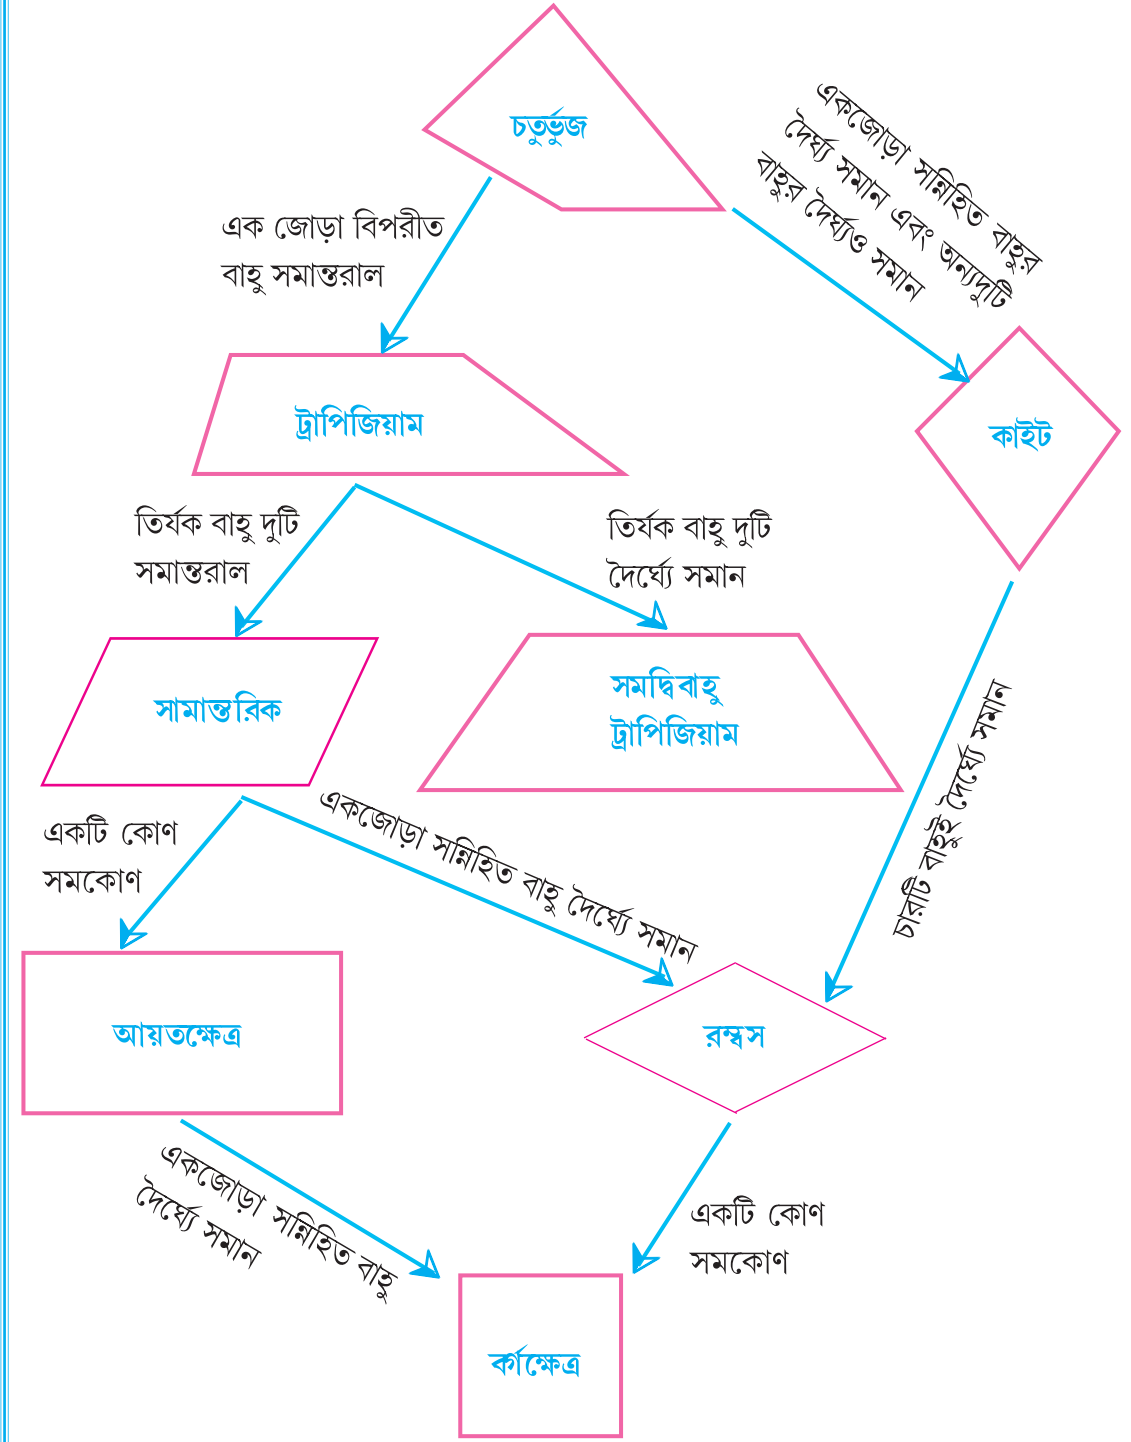 চতুর্ভুজ
একজোড়া সন্নিহিত বাহুর
দৈর্ঘ্য সমান এবং অন্যদুটি
বাহুর দৈর্ঘ্যও সমান
এক জোড়া বিপরীত
বাহু সমান্তরাল
ট্রাপিজিয়াম
কাইট
তির্যক বাহু দুটি
সমান্তরাল
তির্যক বাহু দুটি
দৈর্ঘ্যে সমান
সামান্তরিক
সমদ্বিবাহু
ট্রাপিজিয়াম
চারটি বাহুই দৈর্ঘ্যে সমান
একটি কোণ
সমকোণ
একজোড়া সন্নিহিত বাহু দৈর্ঘ্যে সমান
আয়তক্ষেত্র
রম্বস
একজোড়া সন্নিহিত বাহু
দৈর্ঘ্যে সমান
একটি কোণ
সমকোণ
বর্গক্ষেত্র